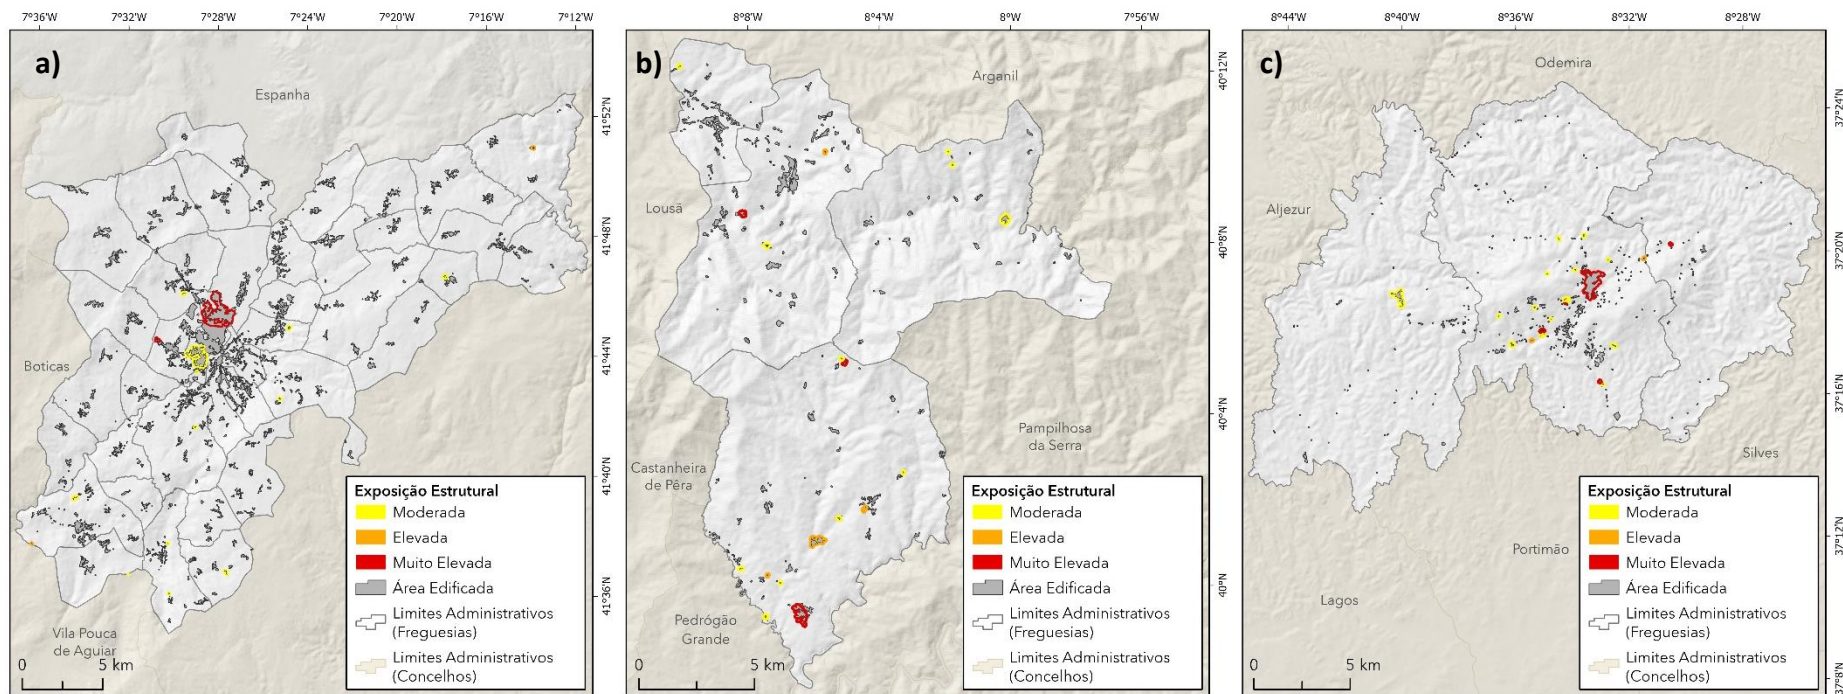 7°36'W 7°32'W 7°28'W 7°24'W 7°20'W 7°16'W 7°12'W
a)
Espanha
Boticas
Vila Pouca
de Aguiar
41°52'N
41°48'N
41°44'N
41°40'N
41°36'N
0 5 km
Exposição Estrutural
Moderada
Elevada
Muito Elevada
Área Edificada
Limites Administrativos
(Freguesias)
Limites Administrativos
(Concelhos)
8°8'W 8°4'W 8°W 7°56'W
b)
Arganil
Lousã
Castanheira
de Pêra
Pampilhosa
da Serra
Pedrógão
Grande
40°12'N
40°8'N
40°4'N
40°N
0 5 km
Exposição Estrutural
Moderada
Elevada
Muito Elevada
Área Edificada
Limites Administrativos
(Freguesias)
Limites Administrativos
(Concelhos)
8°44'W 8°40'W 8°36'W 8°32'W 8°28'W
c)
Odemira
Aljezur
Silves
Portimão
Lagos
37°24'N
37°20'N
37°16'N
37°12'N
0 5 km
Exposição Estrutural
Moderada
Elevada
Muito Elevada
Área Edificada
Limites Administrativos
(Freguesias)
Limites Administrativos
(Concelhos)